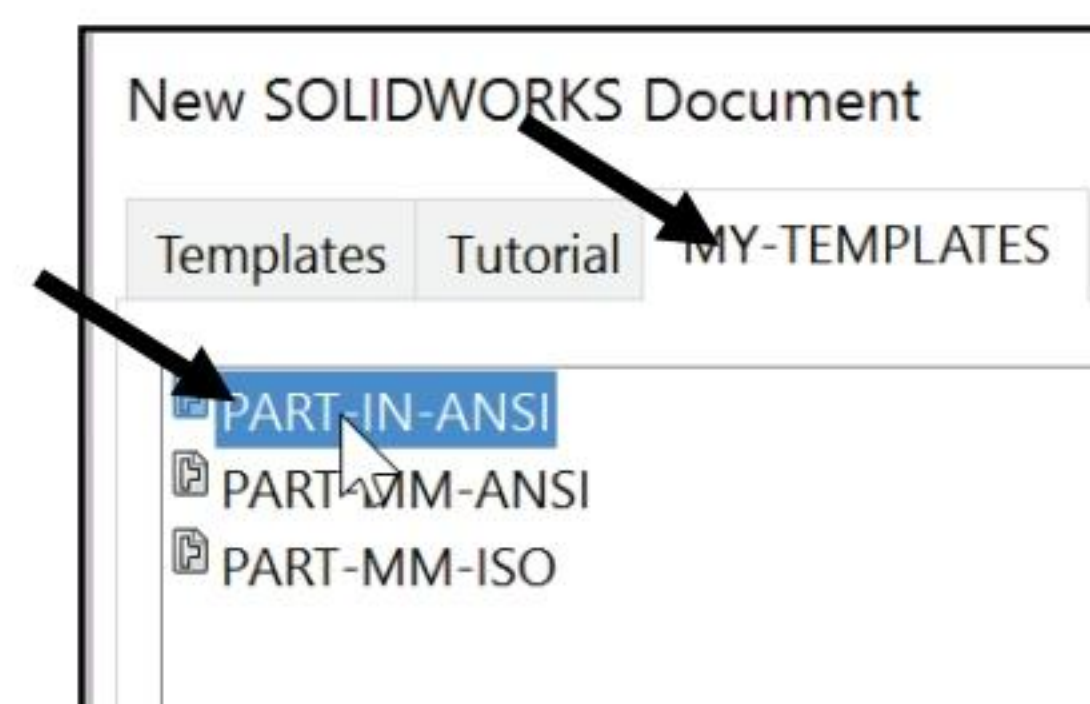 New SOLIDWORKS Document
Templates Tutorial MY-TEMPLATES
PART-IN-ANSI
PART-MM-ANSI
PART-MM-ISO